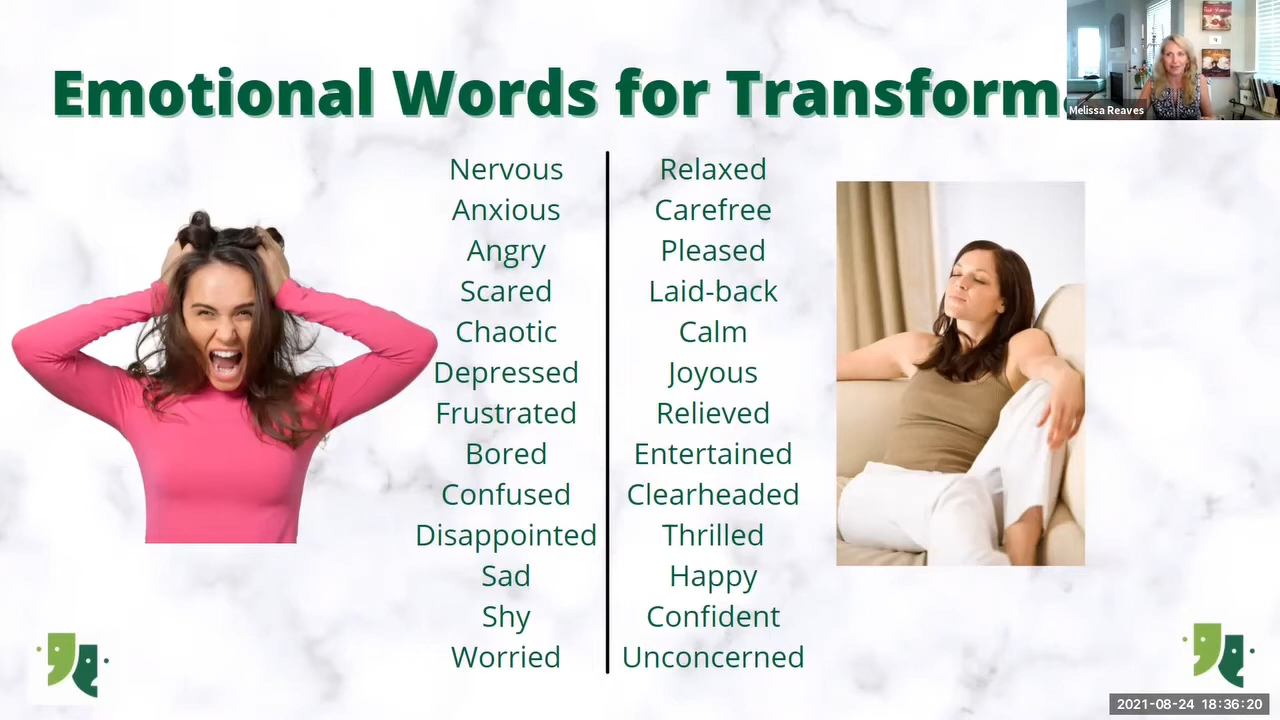 Emotional Words for Transform
Melissa Reaves
Nervous
Anxious
Angry
Scared
Chaotic
Depressed
Frustrated
Bored
Confused
Disappointed
Sad
Shy
Worried
Relaxed
Carefree
Pleased
Laid-back
Calm
Joyous
Relieved
Entertained
Clearheaded
Thrilled
Happy
Confident
Unconcerned
2021-08-24 18:36:20